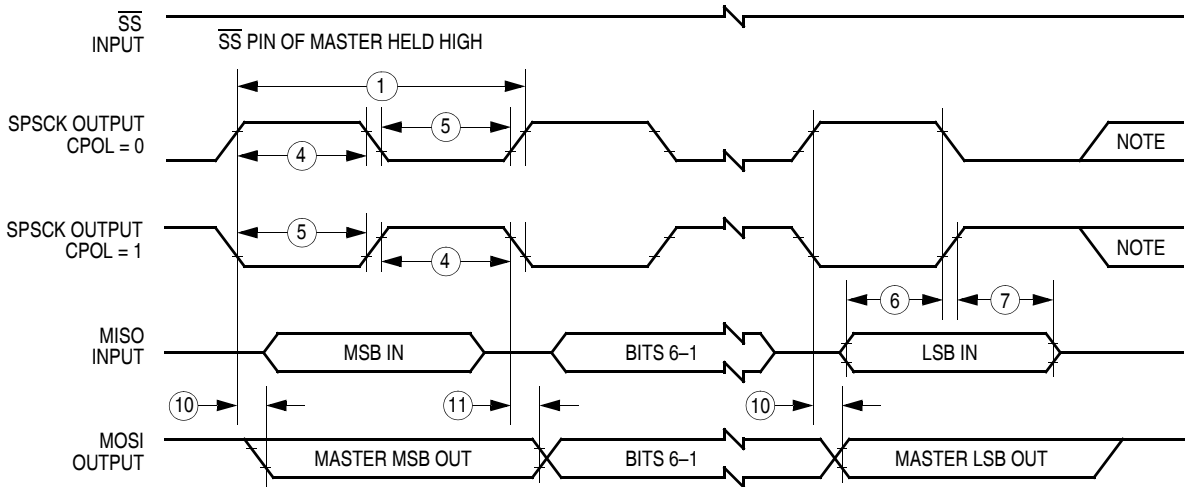 SS
INPUT
SS PIN OF MASTER HELD HIGH
1
SPSCK OUTPUT
CPOL = 0
5
4
NOTE
SPSCK OUTPUT
CPOL = 1
5
4
NOTE
6
7
MISO
INPUT
MSB IN
BITS 6–1
LSB IN
10
11
10
MOSI
OUTPUT
MASTER MSB OUT
BITS 6–1
MASTER LSB OUT